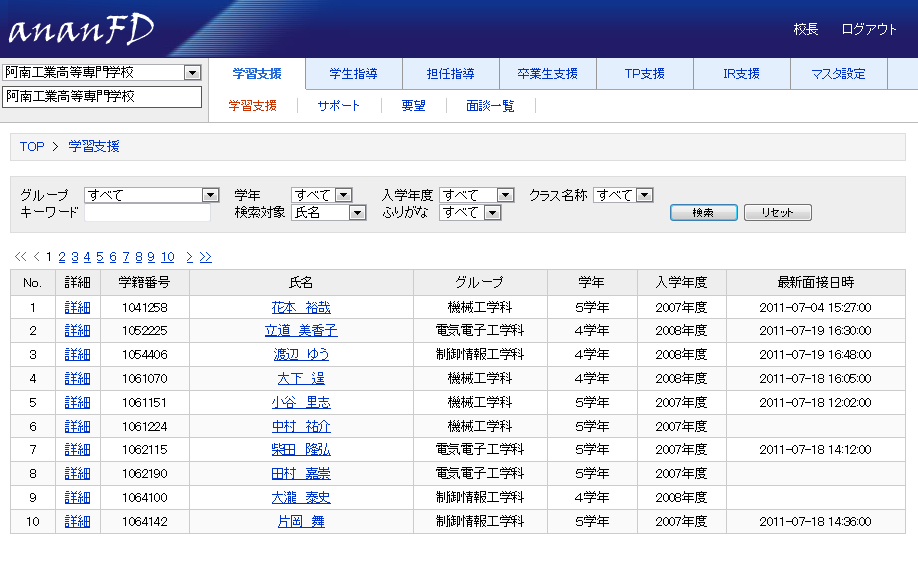 ananFD
校長 ログアウト
阿南工業高等専門学校
阿南工業高等専門学校
学習支援 学生指導 担任指導 卒業生支援 TP支援 IR支援 マスタ設定
学習支援 サポート 要望 面談一覧
TOP > 学習支援
グループ すべて 学年 すべて 入学年度 すべて クラス名称 すべて
キーワード 検索対象 氏名 ふりがな すべて 検索 リセット
<< < 1 2 3 4 5 6 7 8 9 10 > >>
No. 詳細 学籍番号 氏名 グループ 学年 入学年度 最新面接日時
1 詳細 1041258 花本 裕哉 機械工学科 5学年 2007年度 2011-07-04 15:27:00
2 詳細 1052225 立道 美香子 電気電子工学科 4学年 2008年度 2011-07-19 16:30:00
3 詳細 1054406 渡辺 ゆう 制御情報工学科 4学年 2008年度 2011-07-19 16:48:00
4 詳細 1061070 大下 逞 機械工学科 4学年 2008年度 2011-07-18 16:05:00
5 詳細 1061151 小谷 里志 機械工学科 5学年 2007年度 2011-07-18 12:02:00
6 詳細 1061224 中村 祐介 機械工学科 5学年 2007年度
7 詳細 1062115 柴田 隆弘 電気電子工学科 5学年 2007年度 2011-07-18 14:12:00
8 詳細 1062190 田村 嘉崇 電気電子工学科 5学年 2007年度
9 詳細 1064100 大瀧 泰史 制御情報工学科 4学年 2008年度
10 詳細 1064142 片岡 舞 制御情報工学科 5学年 2007年度 2011-07-18 14:36:00